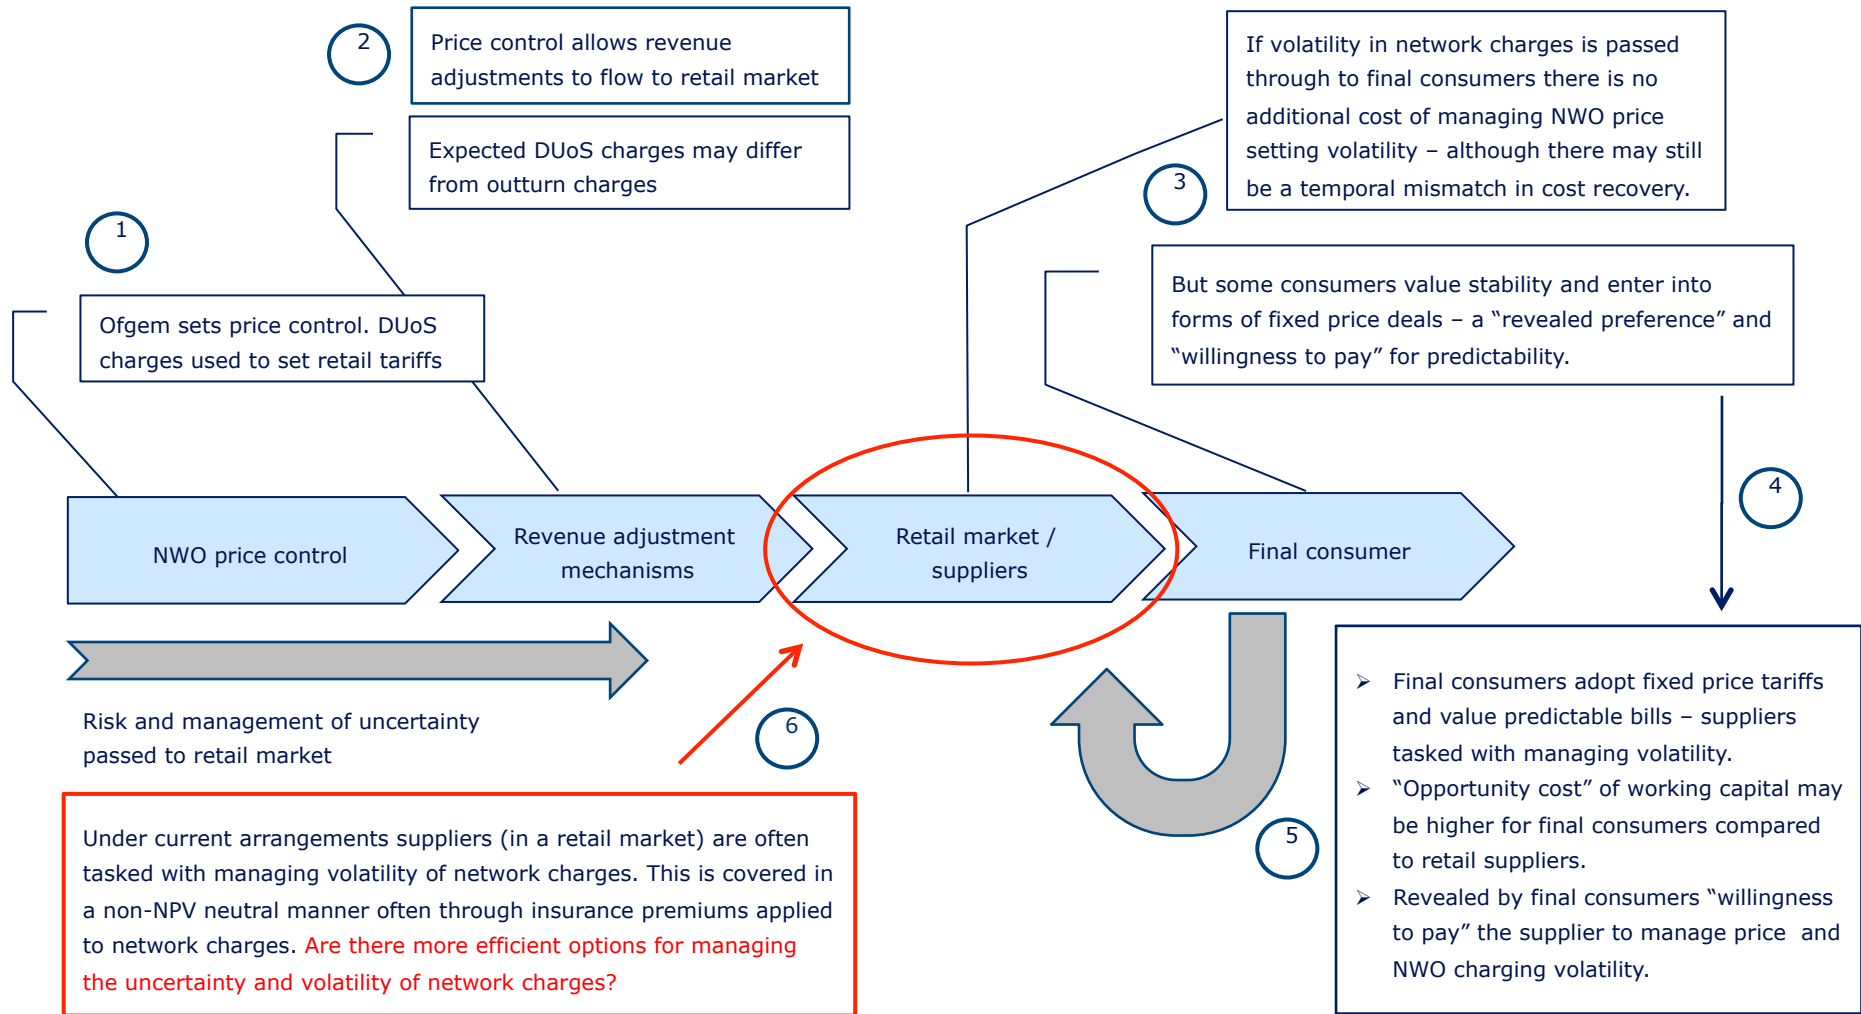 2
Price control allows revenue
adjustments to flow to retail market
Expected DUoS charges may differ
from outturn charges
1
Ofgem sets price control. DUoS
charges used to set retail tariffs
If volatility in network charges is passed
through to final consumers there is no
additional cost of managing NWO price
setting volatility – although there may still
be a temporal mismatch in cost recovery.
3
But some consumers value stability and enter into
forms of fixed price deals – a “revealed preference” and
“willingness to pay” for predictability.
4
NWO price control
Revenue adjustment
mechanisms
Retail market /
suppliers
Final consumer
Risk and management of uncertainty
passed to retail market
6
5
Under current arrangements suppliers (in a retail market) are often
tasked with managing volatility of network charges. This is covered in
a non-NPV neutral manner often through insurance premiums applied
to network charges. Are there more efficient options for managing
the uncertainty and volatility of network charges?
➢ Final consumers adopt fixed price tariffs
and value predictable bills – suppliers
tasked with managing volatility.
➢ “Opportunity cost” of working capital may
be higher for final consumers compared
to retail suppliers.
➢ Revealed by final consumers “willingness
to pay” the supplier to manage price and
NWO charging volatility.